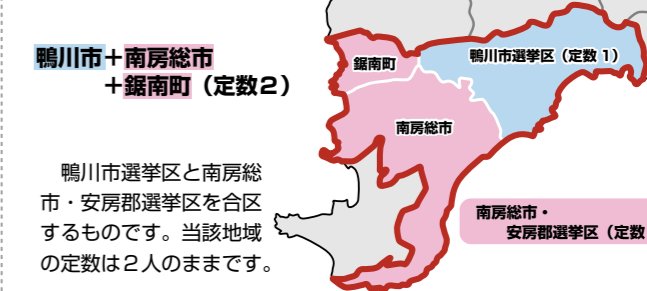 鴨川市＋南房総市
＋鋸南町（定数２）
鴨川市選挙区と南房総
市・安房郡選挙区を合区
するものです。当該地域
の定数は２人のままです。
鋸南町
鴨川市選挙区（定数 1）
南房総市
南房総市・
安房郡選挙区（定数